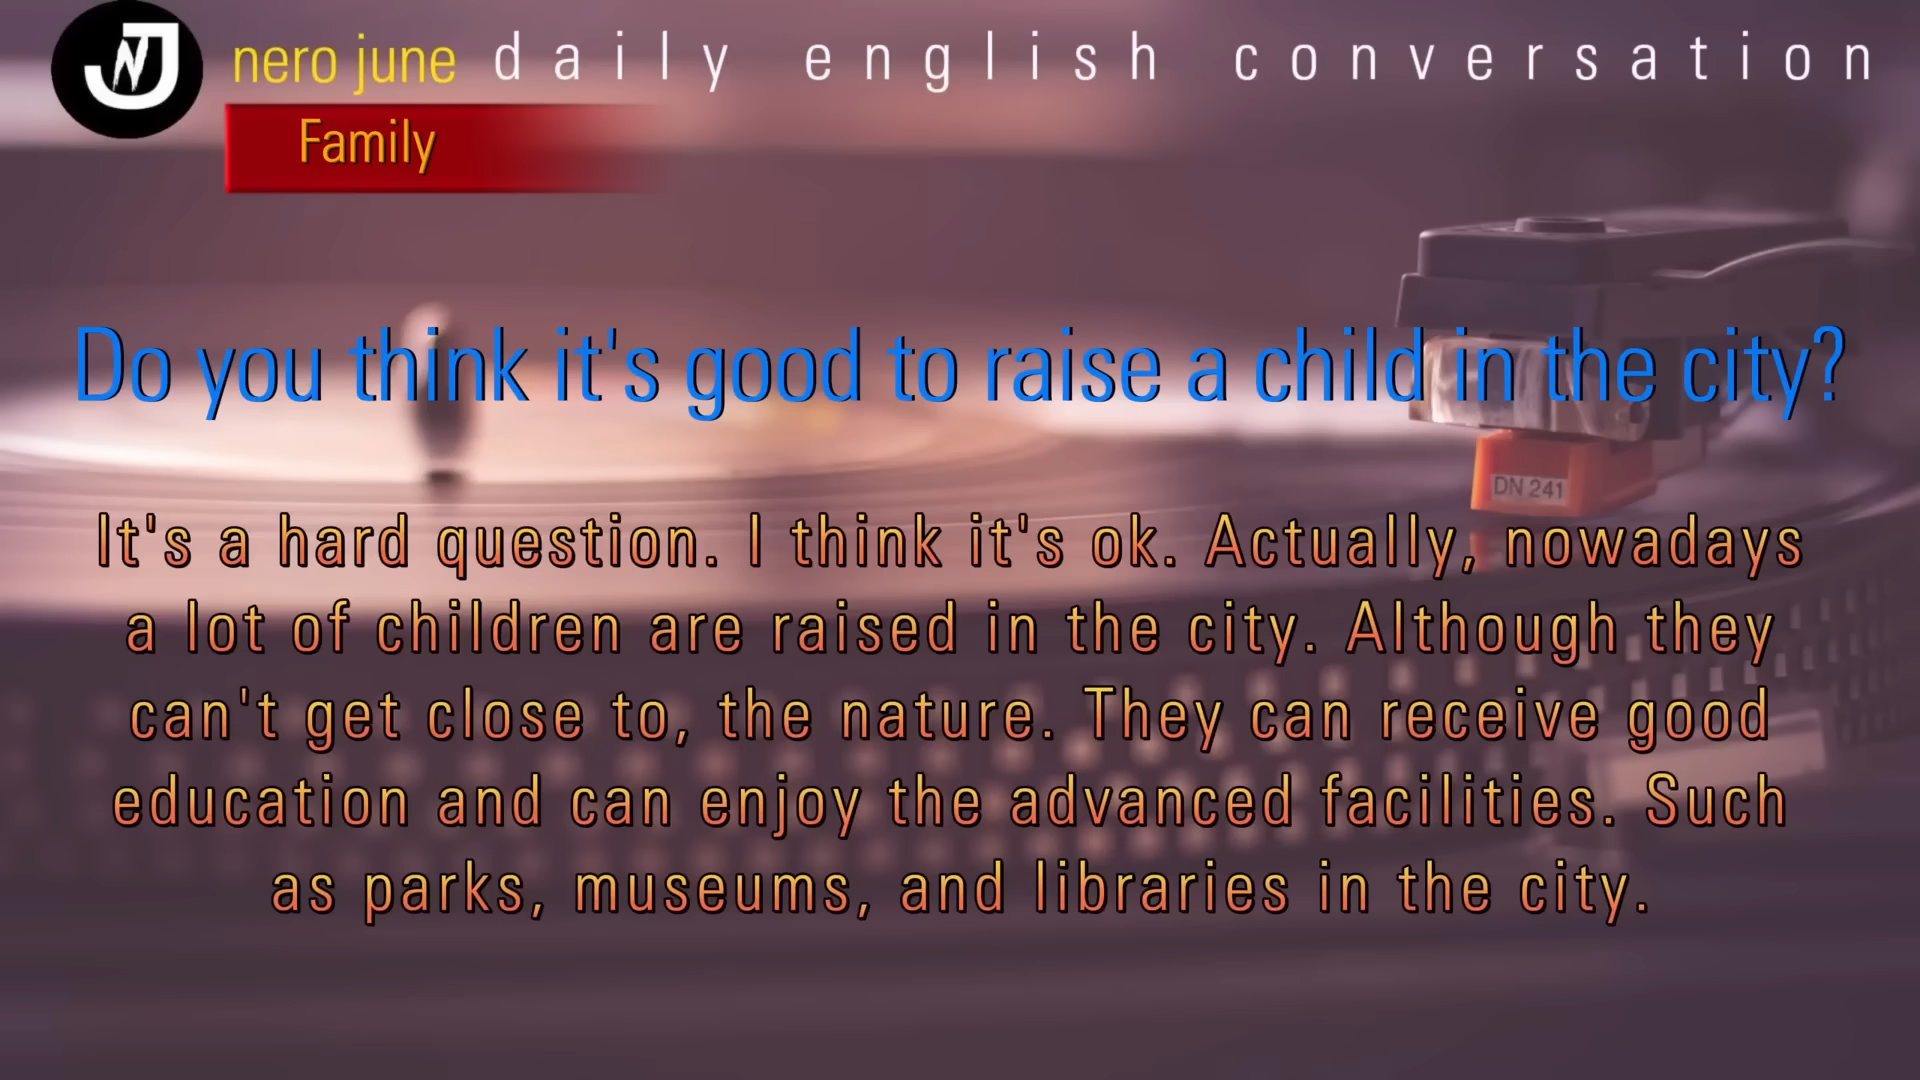 NJ
nero june daily english conversation
Family
Do you think it's good to raise a child in the city?
DN 241
It's a hard question. I think it's ok. Actually, nowadays
a lot of children are raised in the city. Although they
can't get close to, the nature. They can receive good
education and can enjoy the advanced facilities. Such
as parks, museums, and libraries in the city.